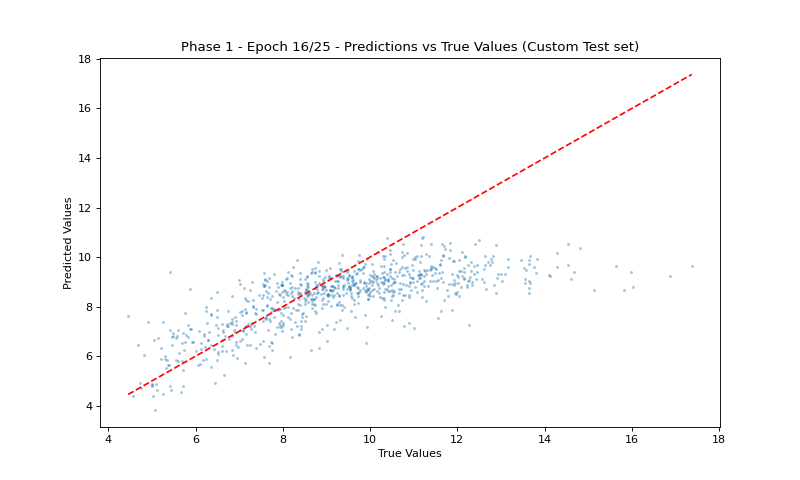 Phase 1 - Epoch 16/25 - Predictions vs True Values (Custom Test set)
18
16
14
12
10
8
6
4
Predicted Values
4 6 8 10 12 14 16 18
True Values